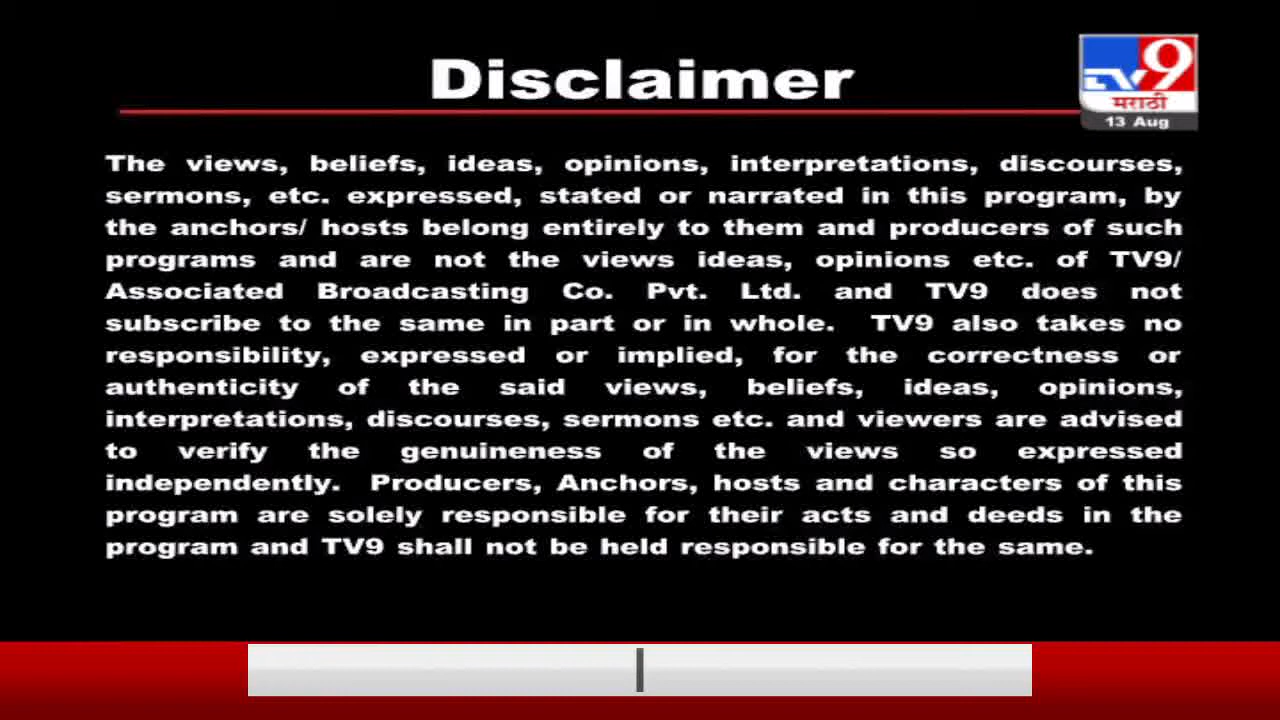 Disclaimer
TV9
मराठी
13 Aug
The views, beliefs, ideas, opinions, interpretations, discourses,
sermons, etc. expressed, stated or narrated in this program, by
the anchors/ hosts belong entirely to them and producers of such
programs and are not the views ideas, opinions etc. of TV9/
Associated Broadcasting Co. Pvt. Ltd. and TV9 does not
subscribe to the same in part or in whole. TV9 also takes no
responsibility, expressed or implied, for the correctness or
authenticity of the said views, beliefs, ideas, opinions,
interpretations, discourses, sermons etc. and viewers are advised
to verify the genuineness of the views so expressed
independently. Producers, Anchors, hosts and characters of this
program are solely responsible for their acts and deeds in the
program and TV9 shall not be held responsible for the same.